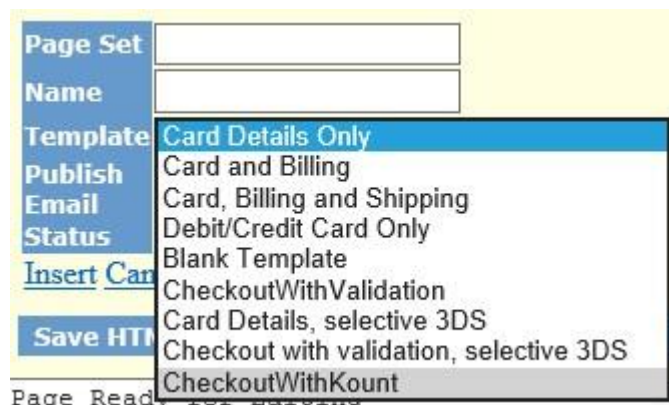 Page Set
Name
Template Card Details Only
Card and Billing
Publish
Card, Billing and Shipping
Email
Debit/Credit Card Only
Status
Blank Template
Insert
CheckoutWithValidation
Card Details, selective 3DS
Save
Checkout with validation, selective 3DS
CheckoutWithKount
Page